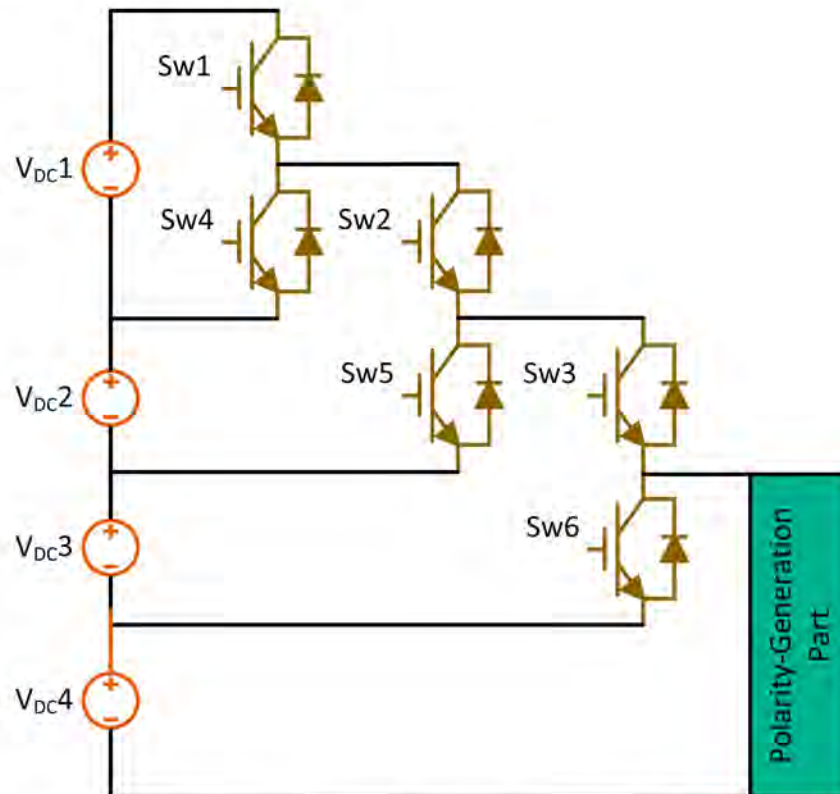 Sw1
VDC1
Sw4
Sw2
VDC2
Sw5
Sw3
VDC3
Sw6
VDC4
Polarity-Generation
Part